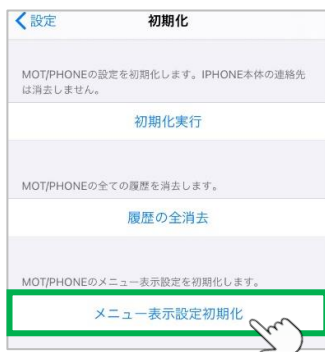 設定
初期化
MOT/PHONEの設定を初期化します。IPHONE本体の連絡先
は消去しません。
初期化実行
MOT/PHONEの全ての履歴を消去します。
履歴の全消去
MOT/PHONEのメニュー表示設定を初期化します。
メニュー表示設定初期化